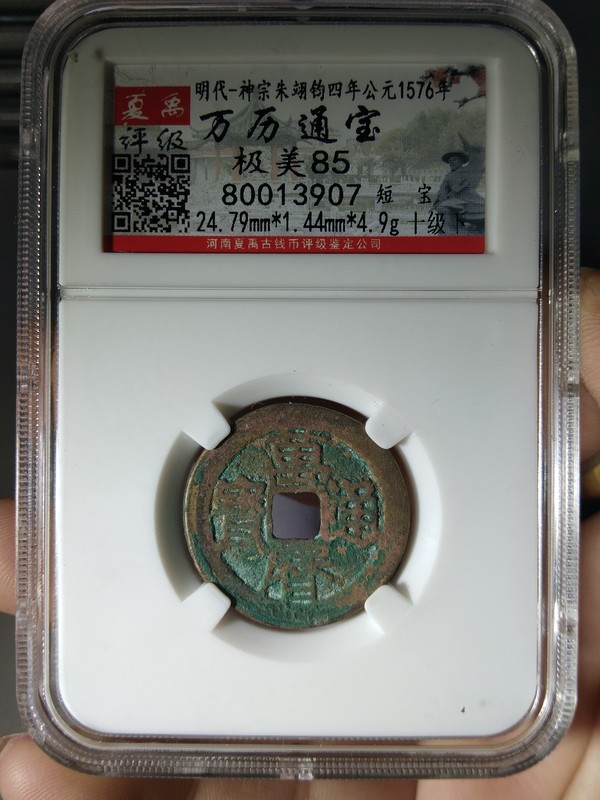 夏禹
评级
明代-神宗朱翊钧四年公元1576年
万历通宝
极美85
80013907 短 宝
24.79mm*1.44mm*4.9g 十级下
河南夏禹古钱币评级鉴定公司
萬曆通寶